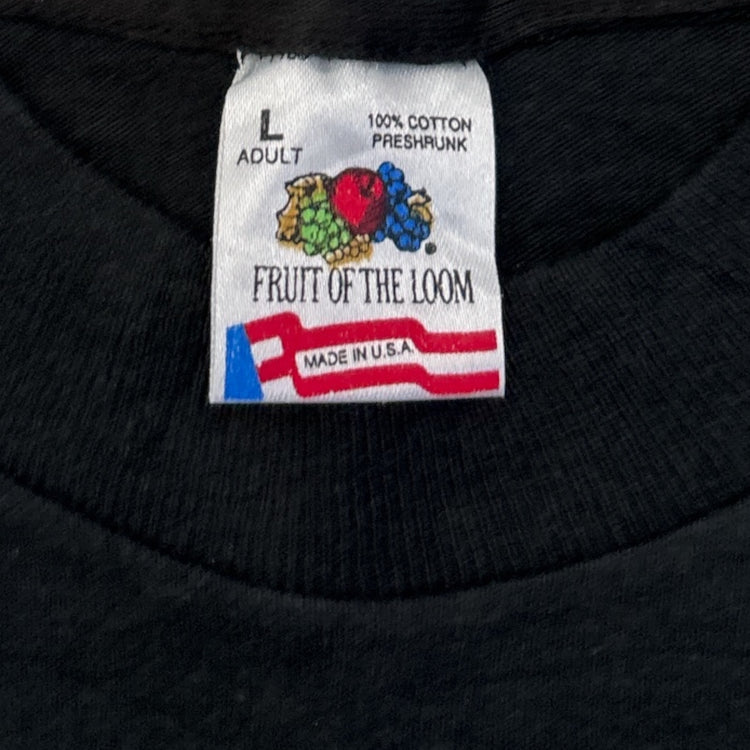 L
ADULT
100% COTTON
PRESHRUNK
FRUIT OF THE LOOM
MADE IN U.S.A.